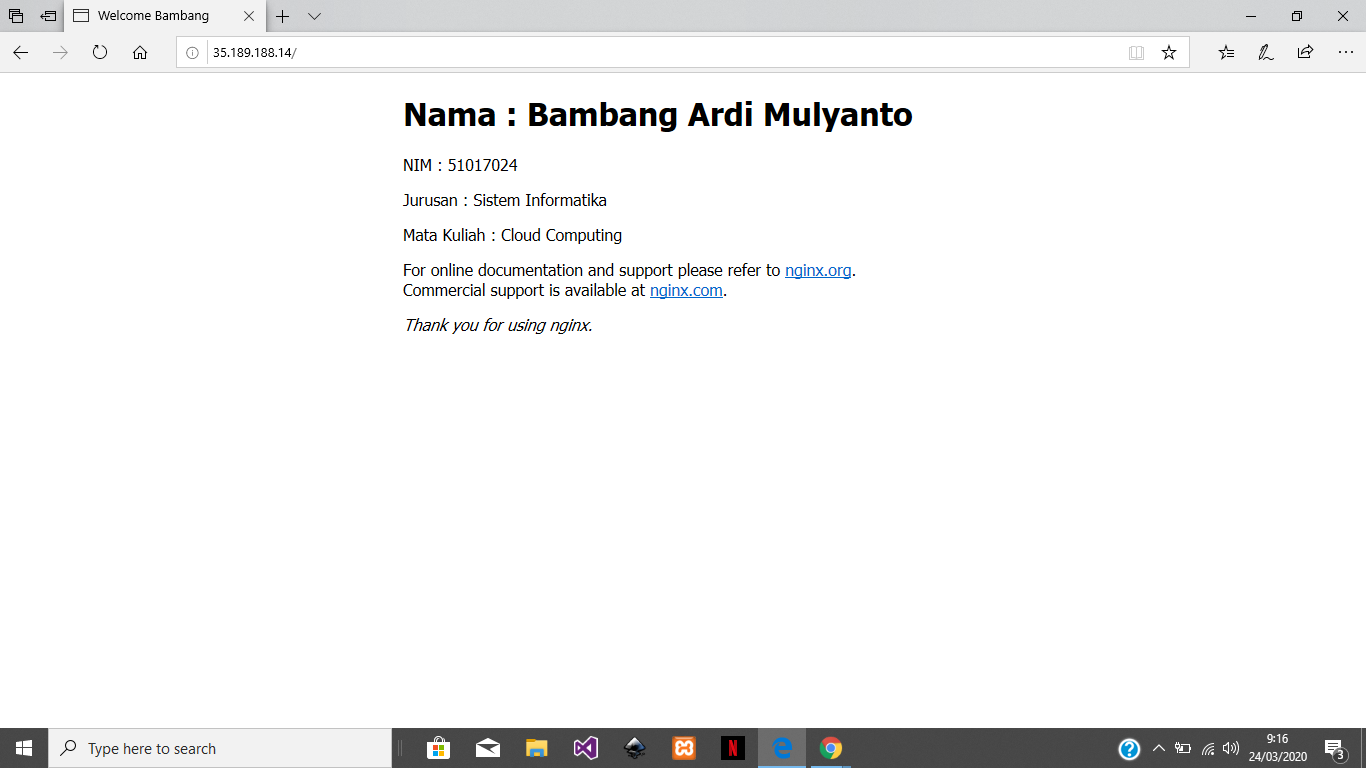 Welcome Bambang
35.189.188.14/
Nama : Bambang Ardi Mulyanto
NIM : 51017024
Jurusan : Sistem Informatika
Mata Kuliah : Cloud Computing
For online documentation and support please refer to nginx.org.
Commercial support is available at nginx.com.
Thank you for using nginx.
Type here to search
N
9:16
24/03/2020
3